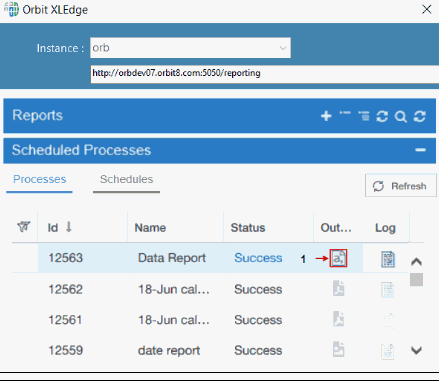 Orbit XLEdge
Instance : orb
http://orbdev07.orbit8.com:5050/reporting
Reports
Scheduled Processes
Processes Schedules
Refresh
Id Name Status Out... Log
12563 Data Report Success 1
12562 18-Jun cal... Success
12561 18-Jun cal... Success
12559 date report Success